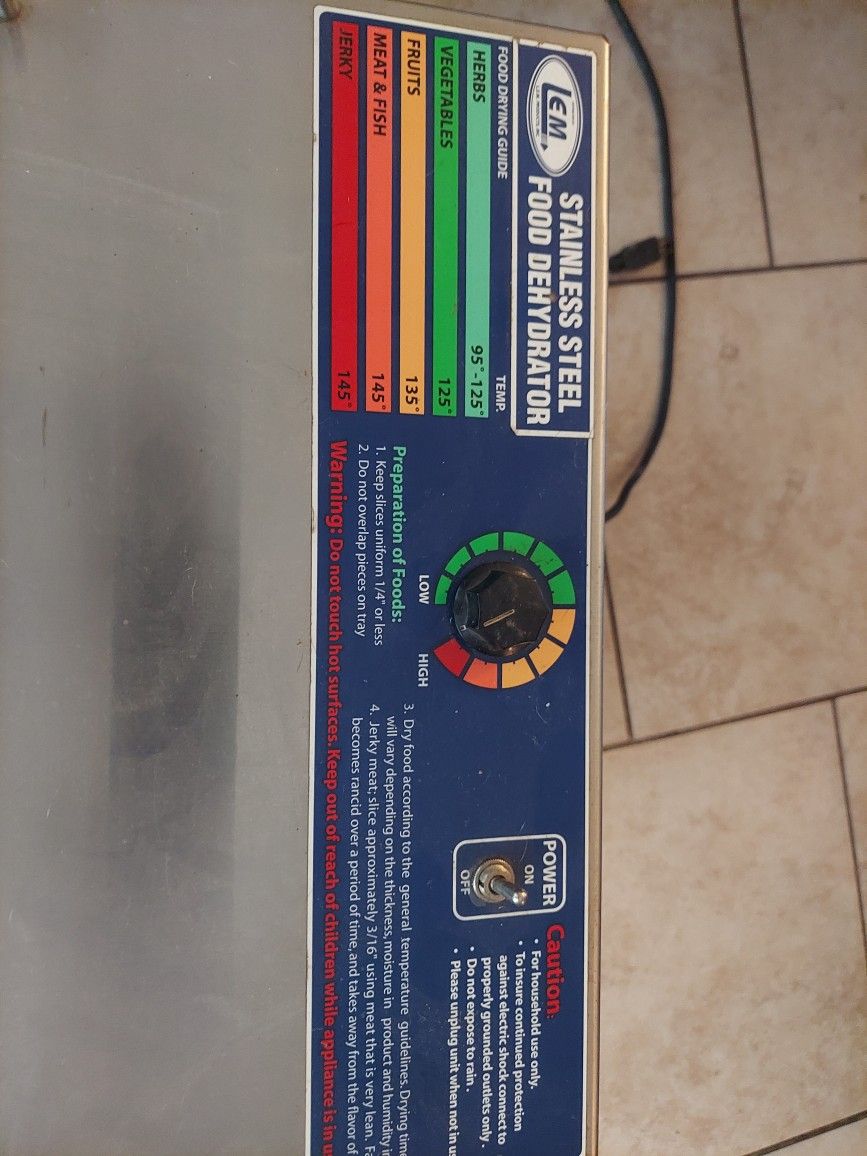 LEM
STAINLESS STEEL
FOOD DEHYDRATOR
FOOD DRYING GUIDE TEMP.
HERBS 95°-125°
VEGETABLES 125°
FRUITS 135°
MEAT & FISH 145°
JERKY 145°
LOW
HIGH
Preparation of Foods:
1. Keep slices uniform 1/4" or less
2. Do not overlap pieces on tray
3. Dry food according to the general temperature guidelines. Drying time
will vary depending on the thickness, moisture in product and humidity
4. Jerky meat; slice approximately 3/16" using meat that is very lean.
becomes rancid over a period of time, and takes away from the flavor of
Warning: Do not touch hot surfaces. Keep out of reach of children while appliance is in
POWER
ON
OFF
Caution:
• For household use only.
• To insure continued protection
against electric shock connect to
properly grounded outlets only.
• Do not expose to rain.
• Please unplug unit when not in